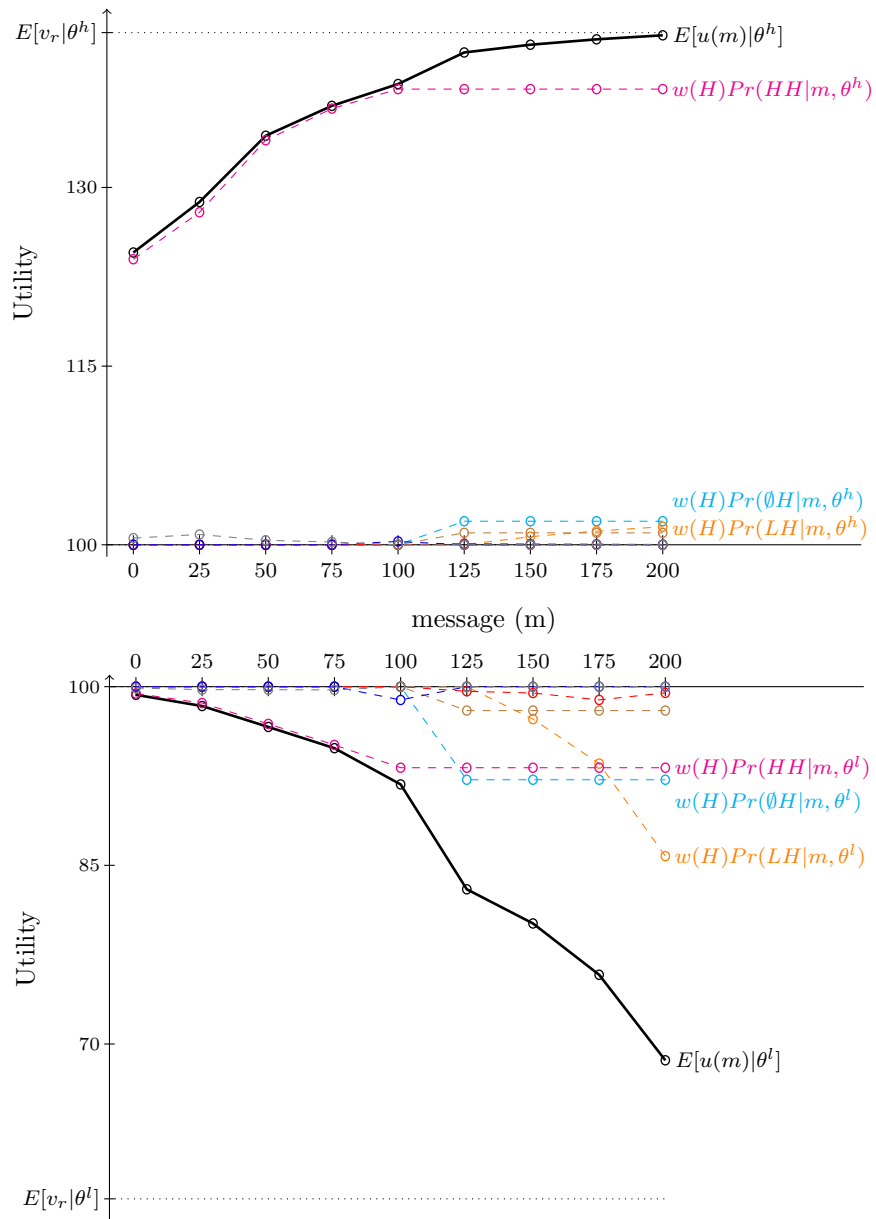 E[v_r|θ^h]
E[u(m)|θ^h]
w(H)Pr(HH|m, θ^h)
130
Utility
115
w(H)Pr(∅H|m, θ^h)
w(H)Pr(LH|m, θ^h)
100
0 25 50 75 100 125 150 175 200
message (m)
0 25 50 75 100 125 150 175 200
100
w(H)Pr(HH|m, θ^l)
w(H)Pr(∅H|m, θ^l)
85
w(H)Pr(LH|m, θ^l)
Utility
70
E[u(m)|θ^l]
E[v_r|θ^l]